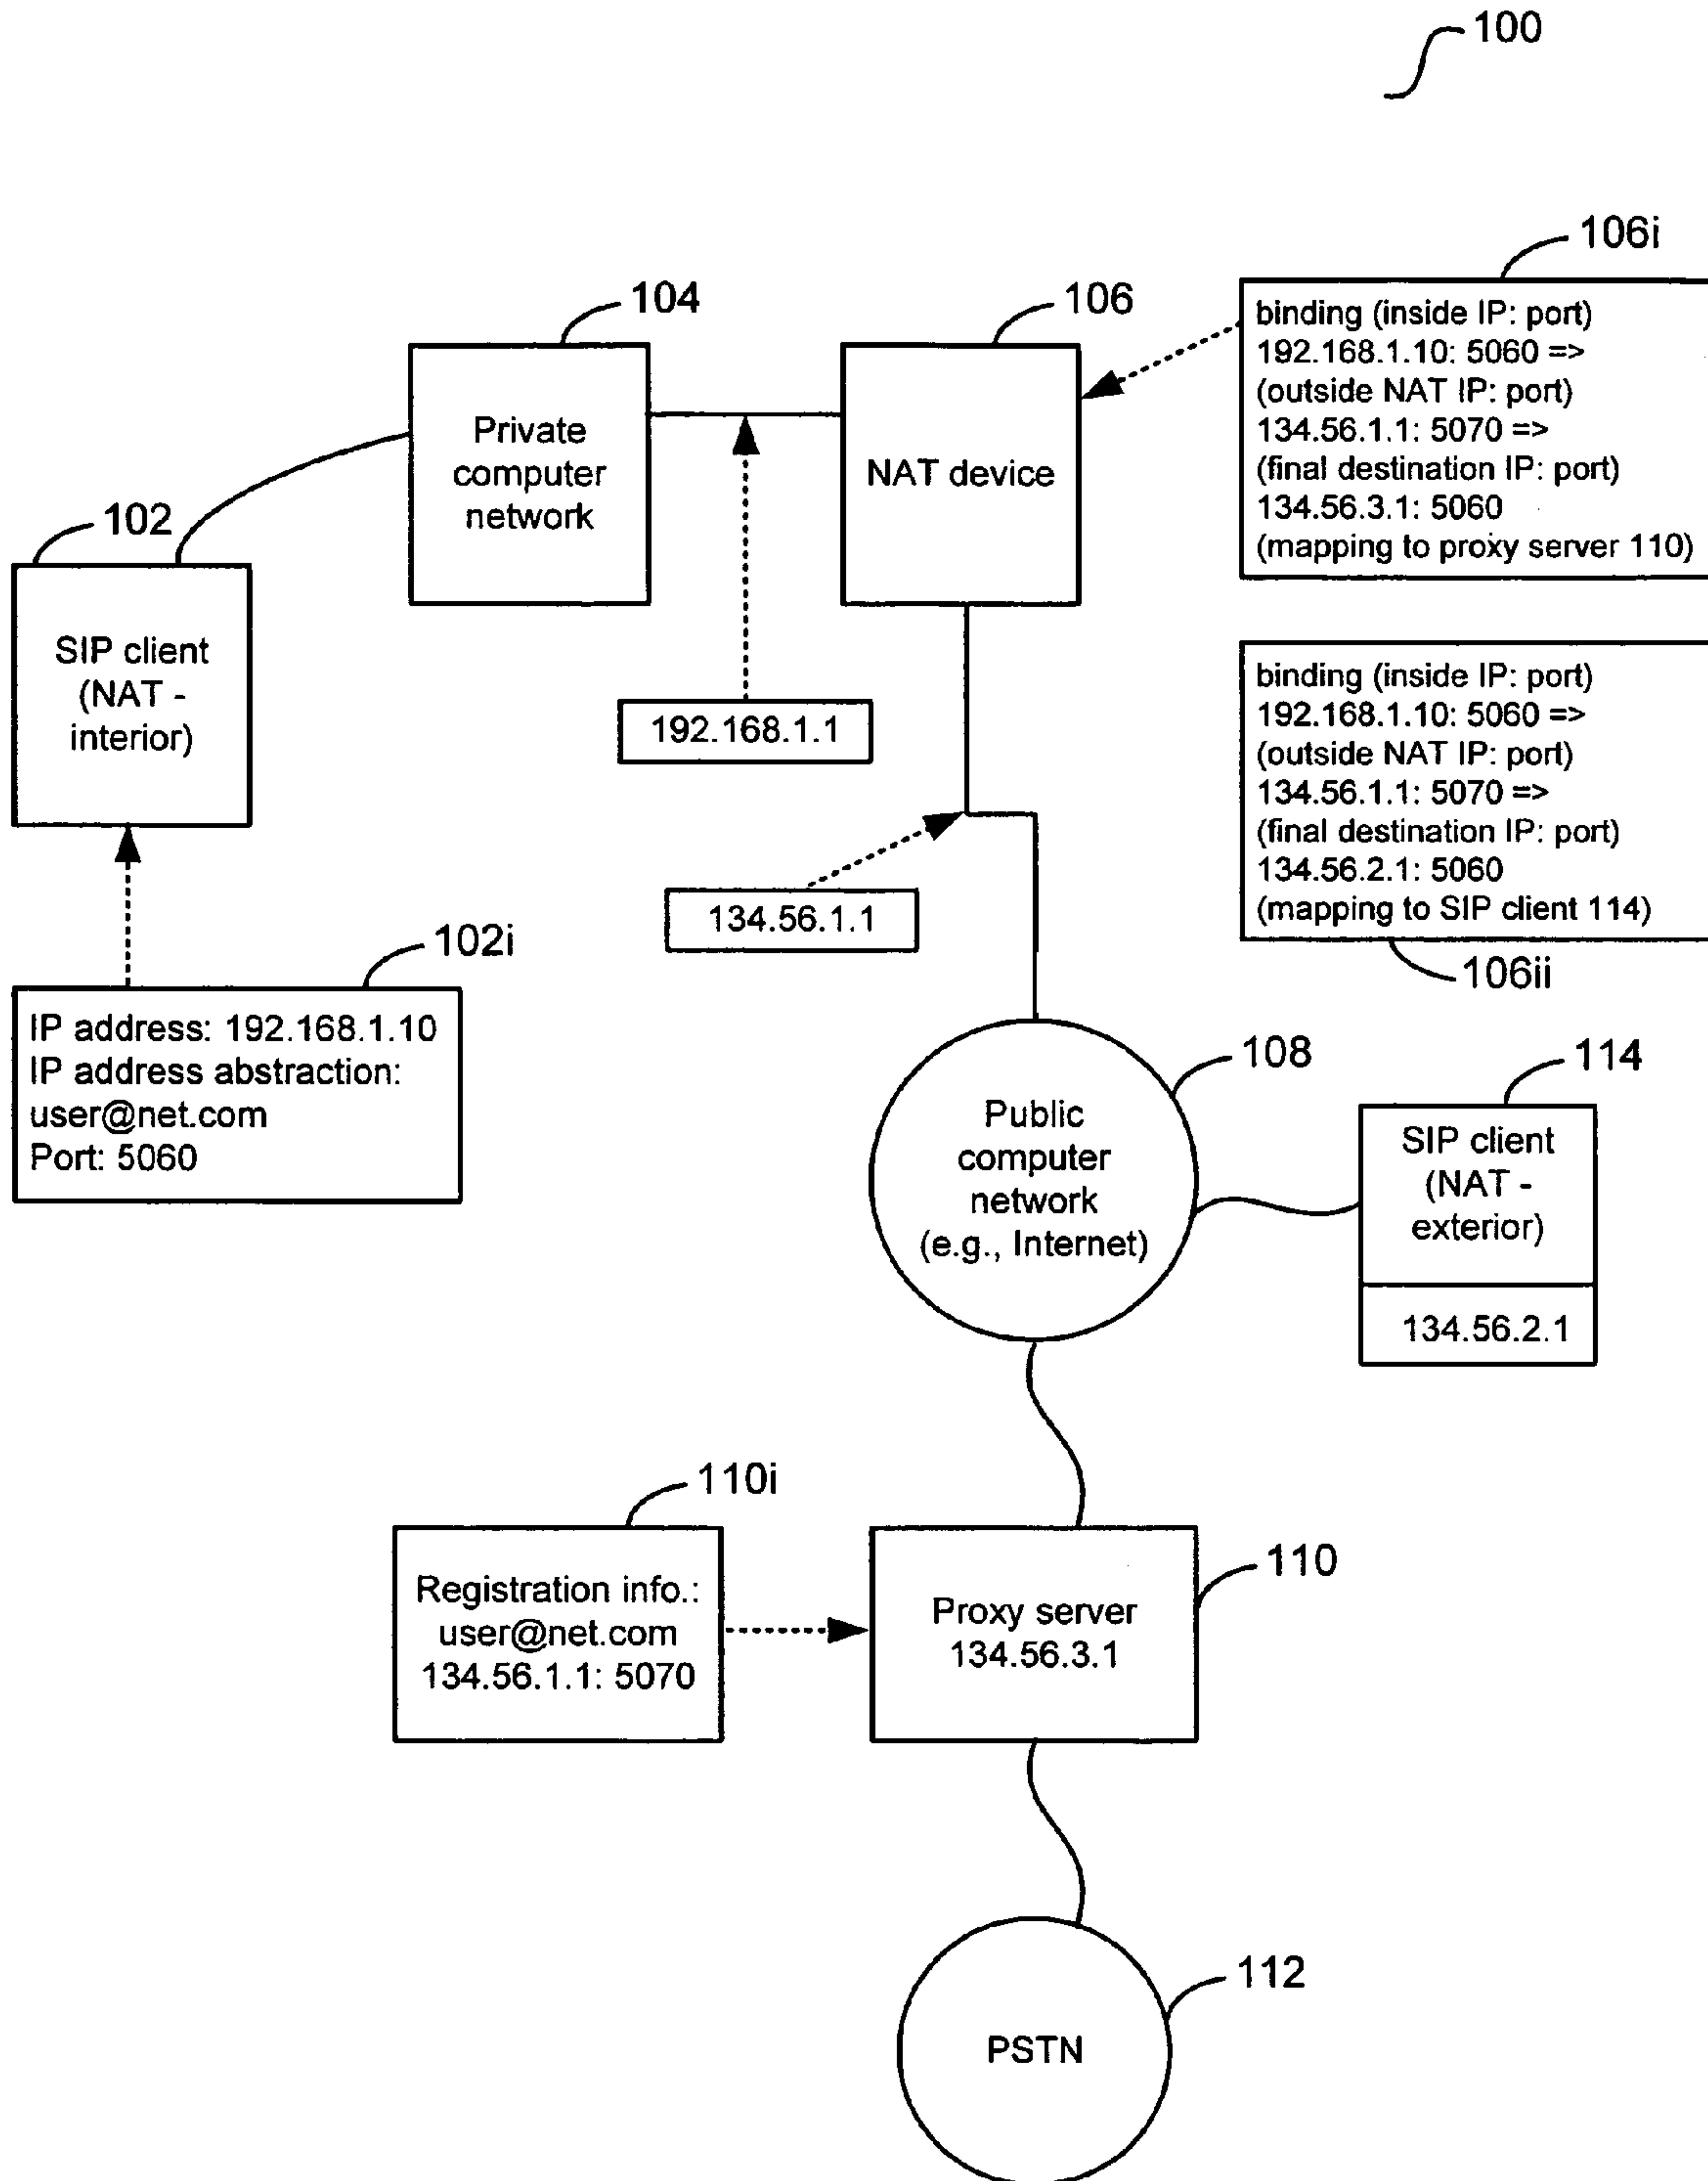 100
106i
binding (inside IP: port)
192.168.1.10: 5060 =>
(outside NAT IP: port)
134.56.1.1: 5070 =>
(final destination IP: port)
134.56.3.1: 5060
(mapping to proxy server 110)
104
Private
computer
network
106
NAT device
102
SIP client
(NAT -
interior)
192.168.1.1
binding (inside IP: port)
192.168.1.10: 5060 =>
(outside NAT IP: port)
134.56.1.1: 5070 =>
(final destination IP: port)
134.56.2.1: 5060
(mapping to SIP client 114)
106ii
134.56.1.1
102i
IP address: 192.168.1.10
IP address abstraction:
user@net.com
Port: 5060
108
Public
computer
network
(e.g., Internet)
114
SIP client
(NAT -
exterior)
134.56.2.1
110i
Registration info.:
user@net.com
134.56.1.1: 5070
110
Proxy server
134.56.3.1
112
PSTN